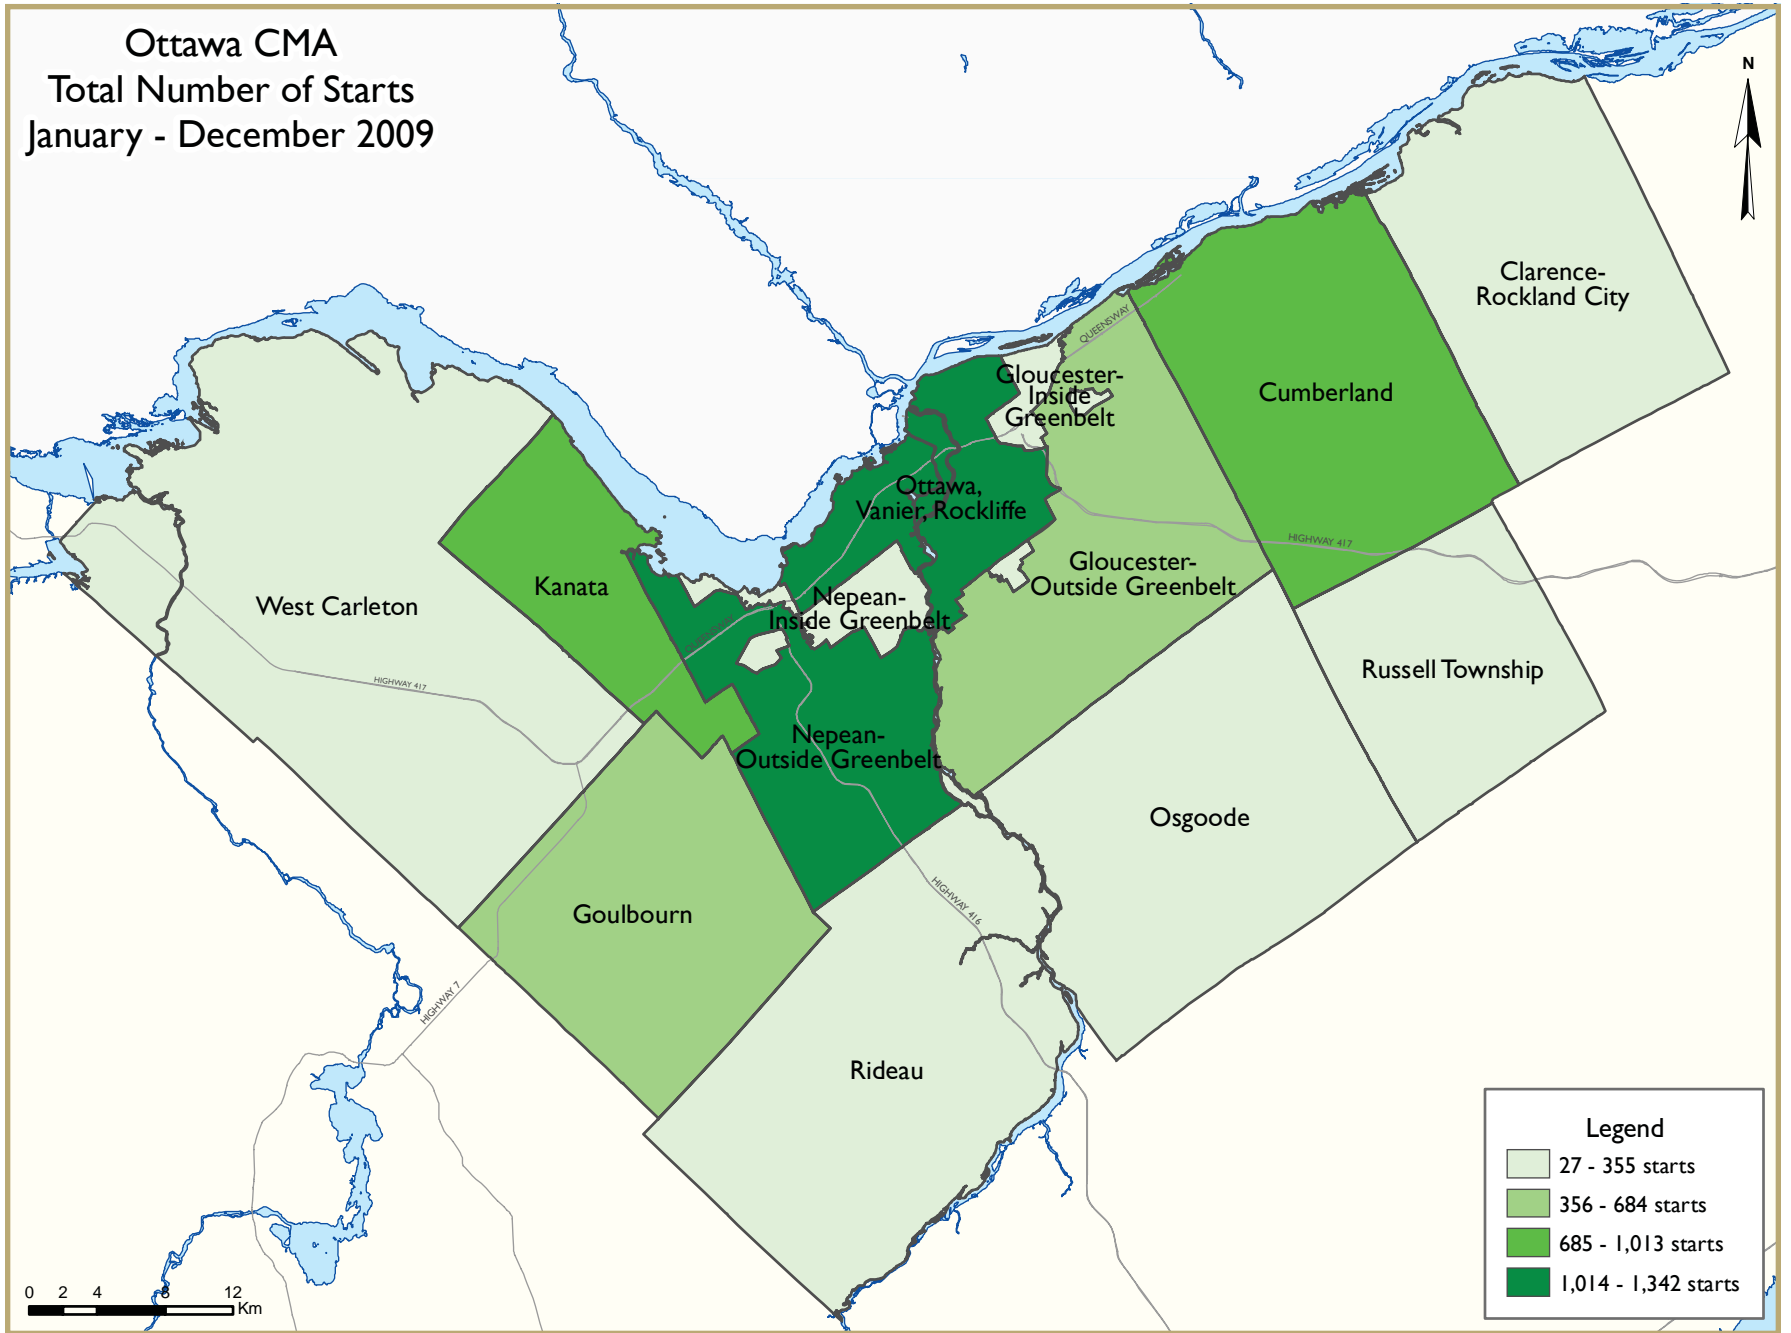 Ottawa CMA
Total Number of Starts
January - December 2009
N
Clarence-
Rockland City
QUEENSWAY
Gloucester-
Inside
Greenbelt
Cumberland
Ottawa,
Vanier, Rockliffe
HIGHWAY 417
Gloucester-
Outside Greenbelt
Kanata
West Carleton
Nepean-
Inside Greenbelt
QUEENSWAY
Russell Township
HIGHWAY 417
Nepean-
Outside Greenbelt
Osgoode
Goulbourn
HIGHWAY 416
HIGHWAY 7
Rideau
Legend
27 - 355 starts
356 - 684 starts
685 - 1,013 starts
1,014 - 1,342 starts
0 2 4 8 12
Km